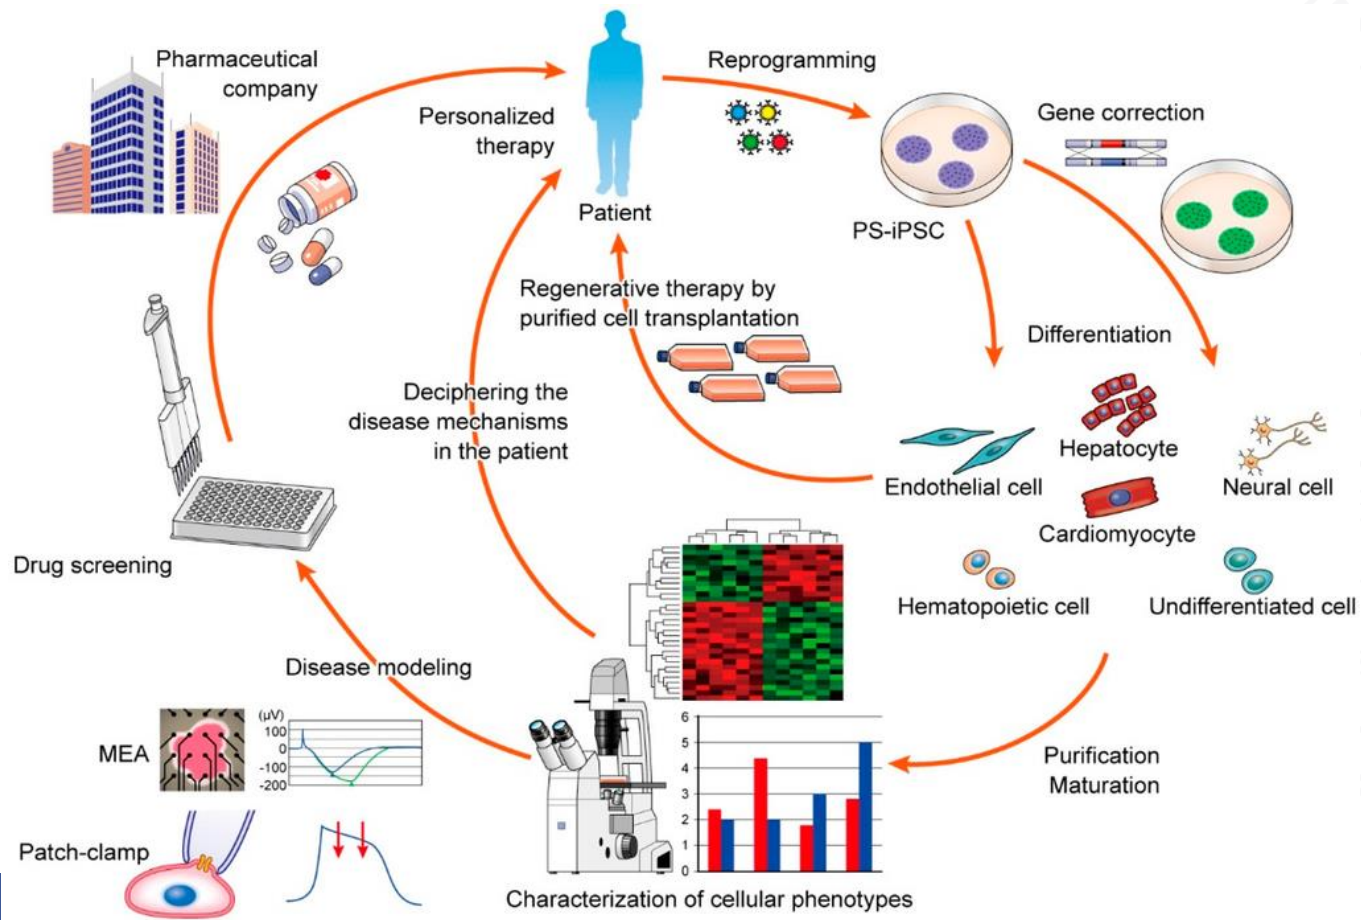 Pharmaceutical
company
Personalized
therapy
Patient
Reprogramming
PS-iPSC
Gene correction
Regenerative therapy by
purified cell transplantation
Differentiation
Deciphering the
disease mechanisms
in the patient
Hepatocyte
Endothelial cell
Neural cell
Cardiomyocyte
Hematopoietic cell
Undifferentiated cell
Drug screening
Disease modeling
Purification
Maturation
MEA
(µV)
100
0
-100
-200
Patch-clamp
6
5
4
3
2
1
0
Characterization of cellular phenotypes